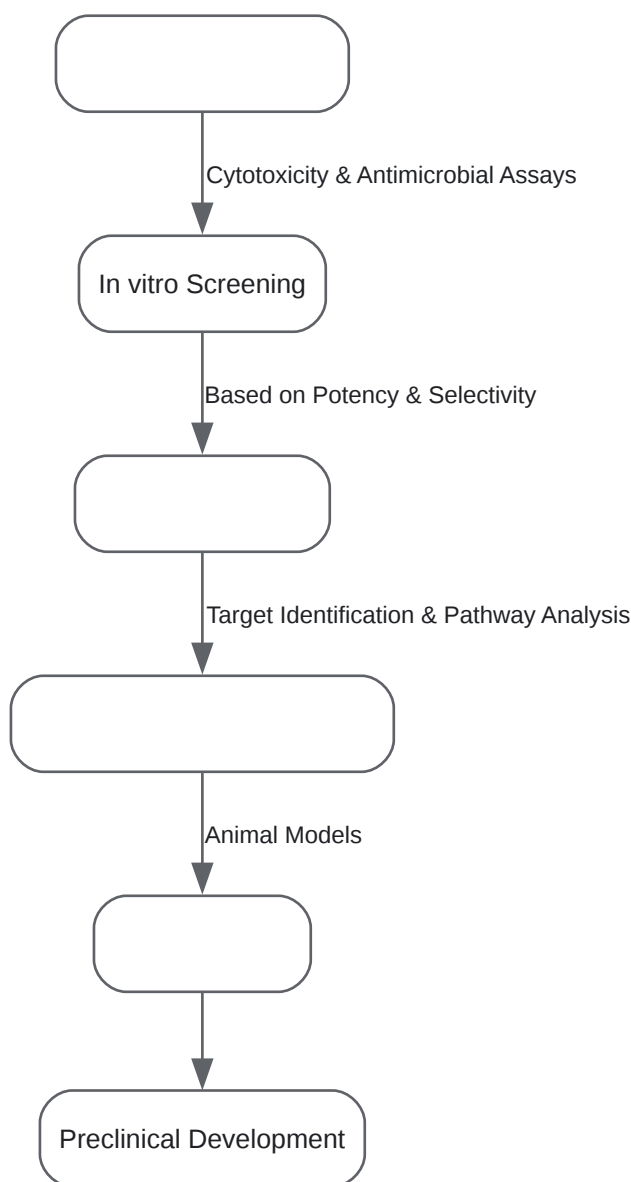 Cytotoxicity & Antimicrobial Assays
In vitro Screening
Based on Potency & Selectivity
Target Identification & Pathway Analysis
Animal Models
Preclinical Development